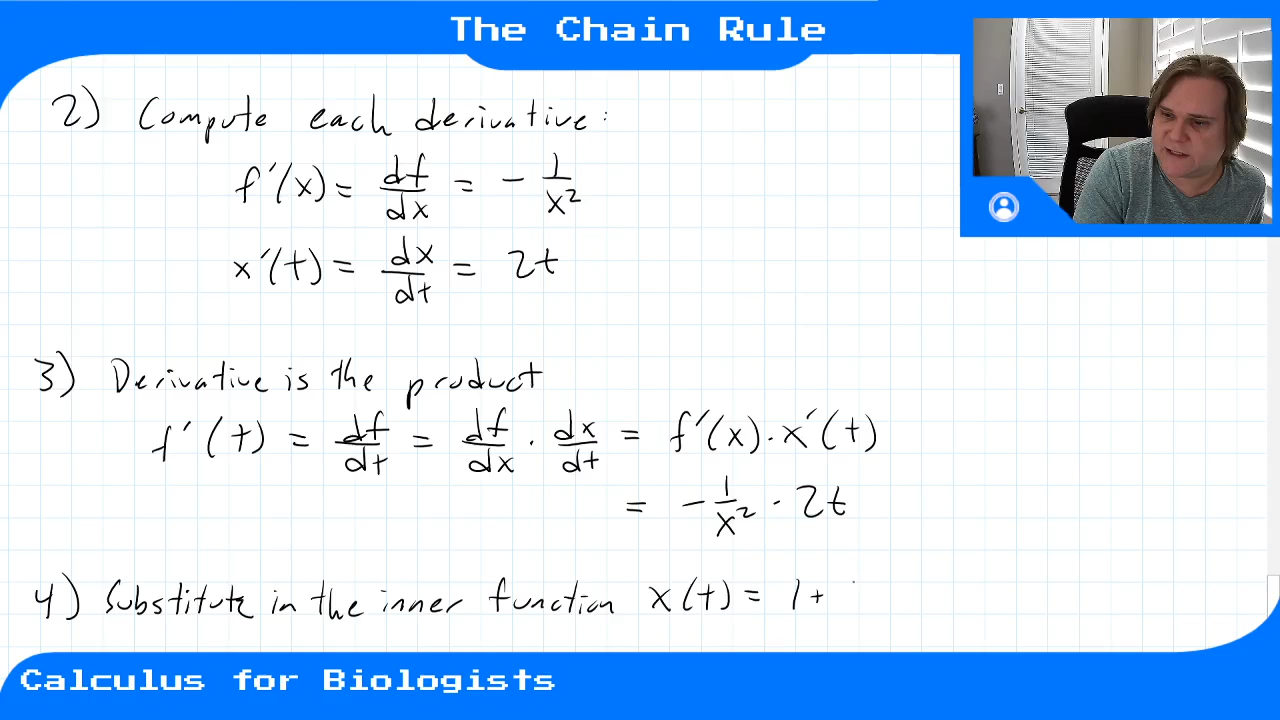 The Chain Rule
2) Compute each derivative:
f'(x) = df/dx = - 1/x²
x'(t) = dx/dt = 2t
3) Derivative is the product
f'(t) = df/dt = df/dx · dx/dt = f'(x) · x'(t)
= - 1/x² · 2t
4) Substitute in the inner function x(t) = 1 +
Calculus for Biologists